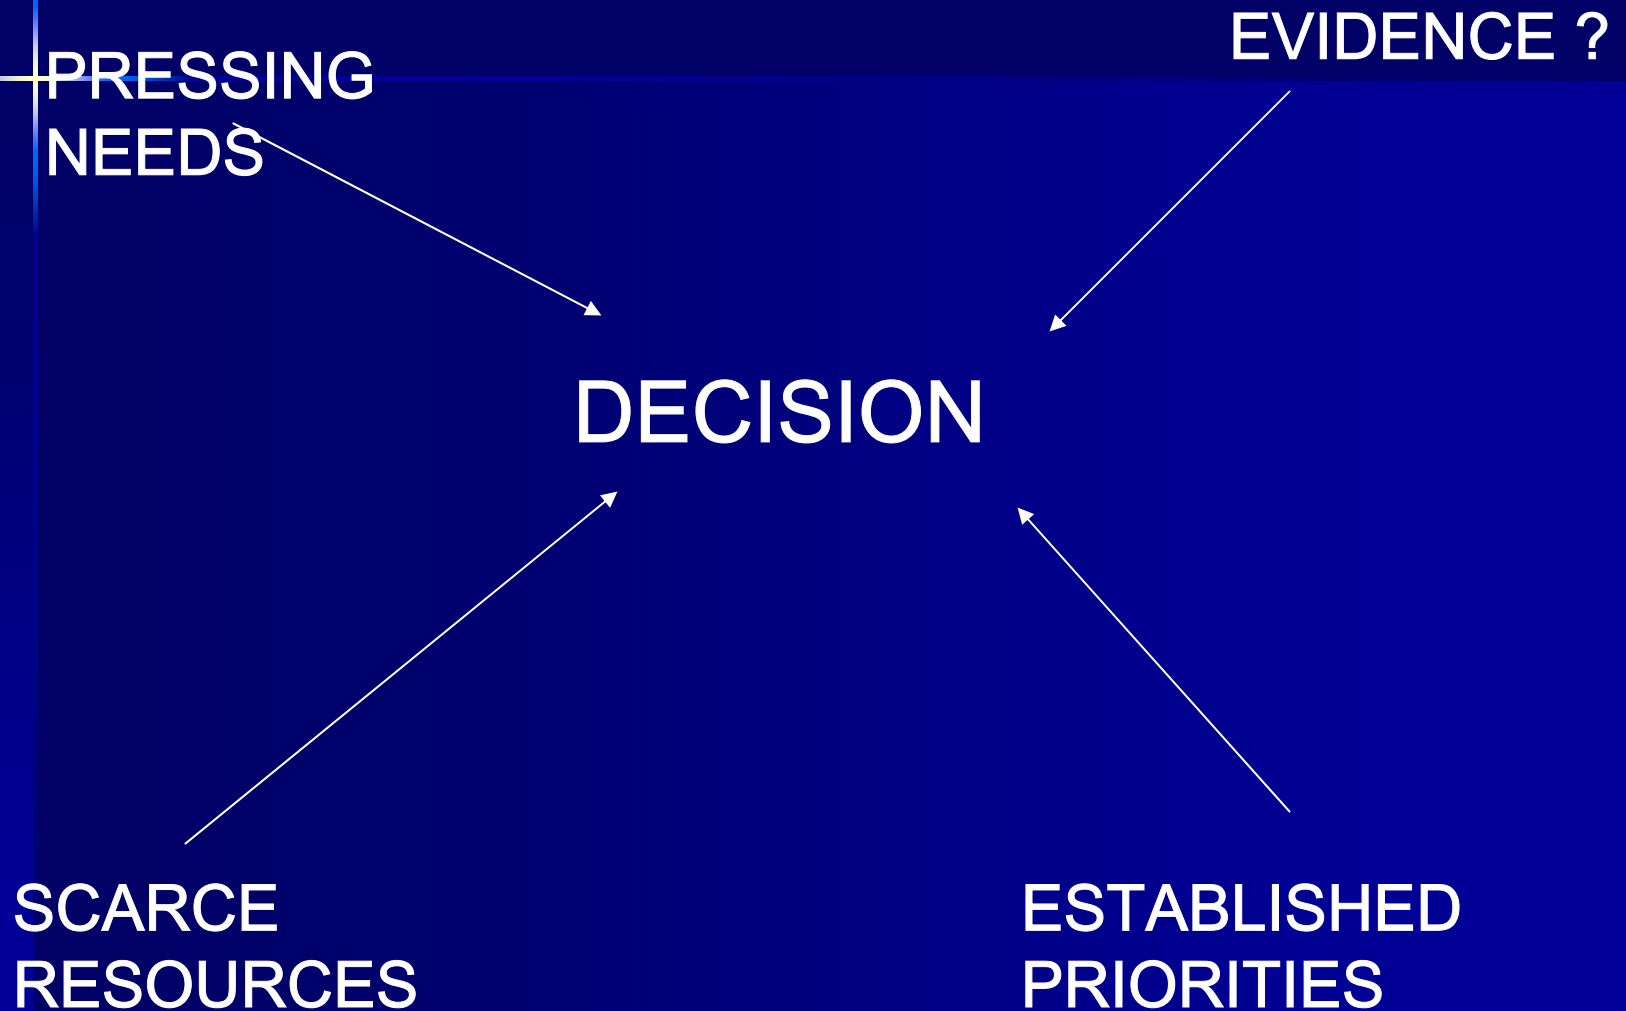 PRESSING
NEEDS
EVIDENCE ?
DECISION
SCARCE
RESOURCES
ESTABLISHED
PRIORITIES